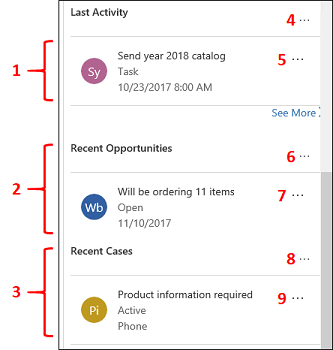 Last Activity 4 ...
1 Sy Send year 2018 catalog 5 ...
Task
10/23/2017 8:00 AM
See More
2 Recent Opportunities 6 ...
Wb Will be ordering 11 items 7 ...
Open
11/10/2017
Recent Cases 8 ...
3 Pi Product information required 9 ...
Active
Phone